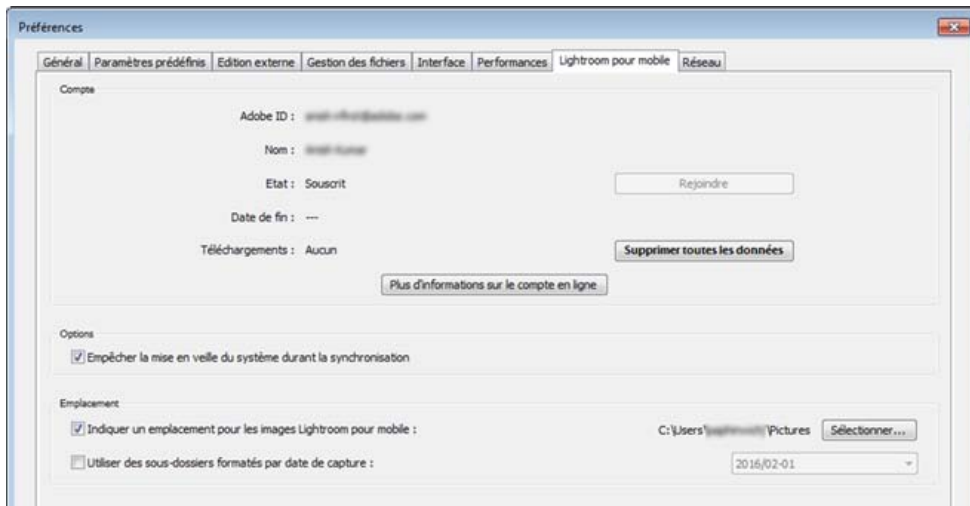 Préférences
Général Paramètres prédéfinis Edition externe Gestion des fichiers Interface Performances Lightroom pour mobile Réseau
Compte
Adobe ID :
Nom :
Etat : Souscrit Rejoindre
Date de fin : ---
Téléchargements : Aucun Supprimer toutes les données
Plus d'informations sur le compte en ligne
Options
Empêcher la mise en veille du système durant la synchronisation
Emplacement
Indiquer un emplacement pour les images Lightroom pour mobile : C:\Users\ \Pictures Sélectionner...
Utiliser des sous-dossiers formatés par date de capture : 2016/02-01